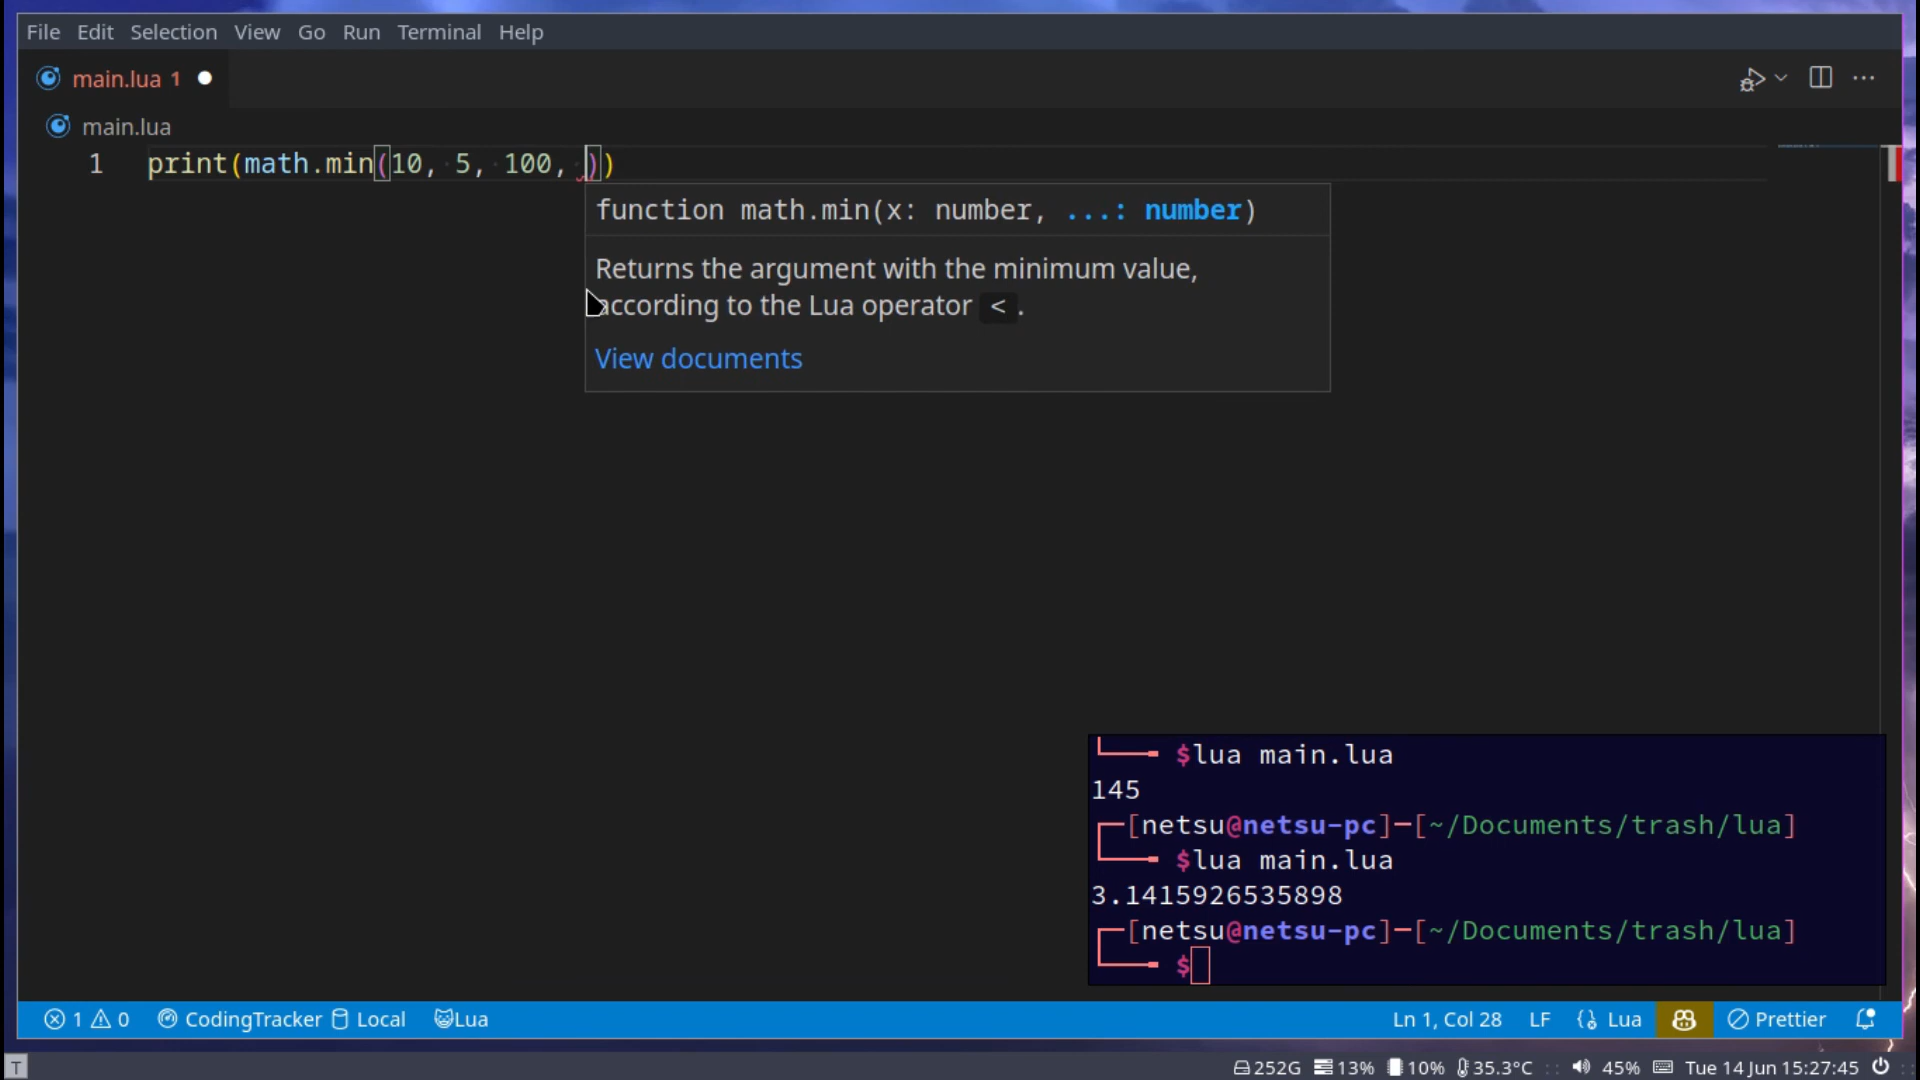 File Edit Selection View Go Run Terminal Help
main.lua 1
main.lua
1 print(math.min(10, 5, 100, ))
function math.min(x: number, ...: number)
Returns the argument with the minimum value,
according to the Lua operator < .
View documents
$lua main.lua
145
[netsu@netsu-pc]-[~/Documents/trash/lua]
$lua main.lua
3.1415926535898
[netsu@netsu-pc]-[~/Documents/trash/lua]
$
1 0 CodingTracker Local Lua Ln 1, Col 28 LF Lua Prettier
T 252G 13% 10% 35.3°C 45% Tue 14 Jun 15:27:45